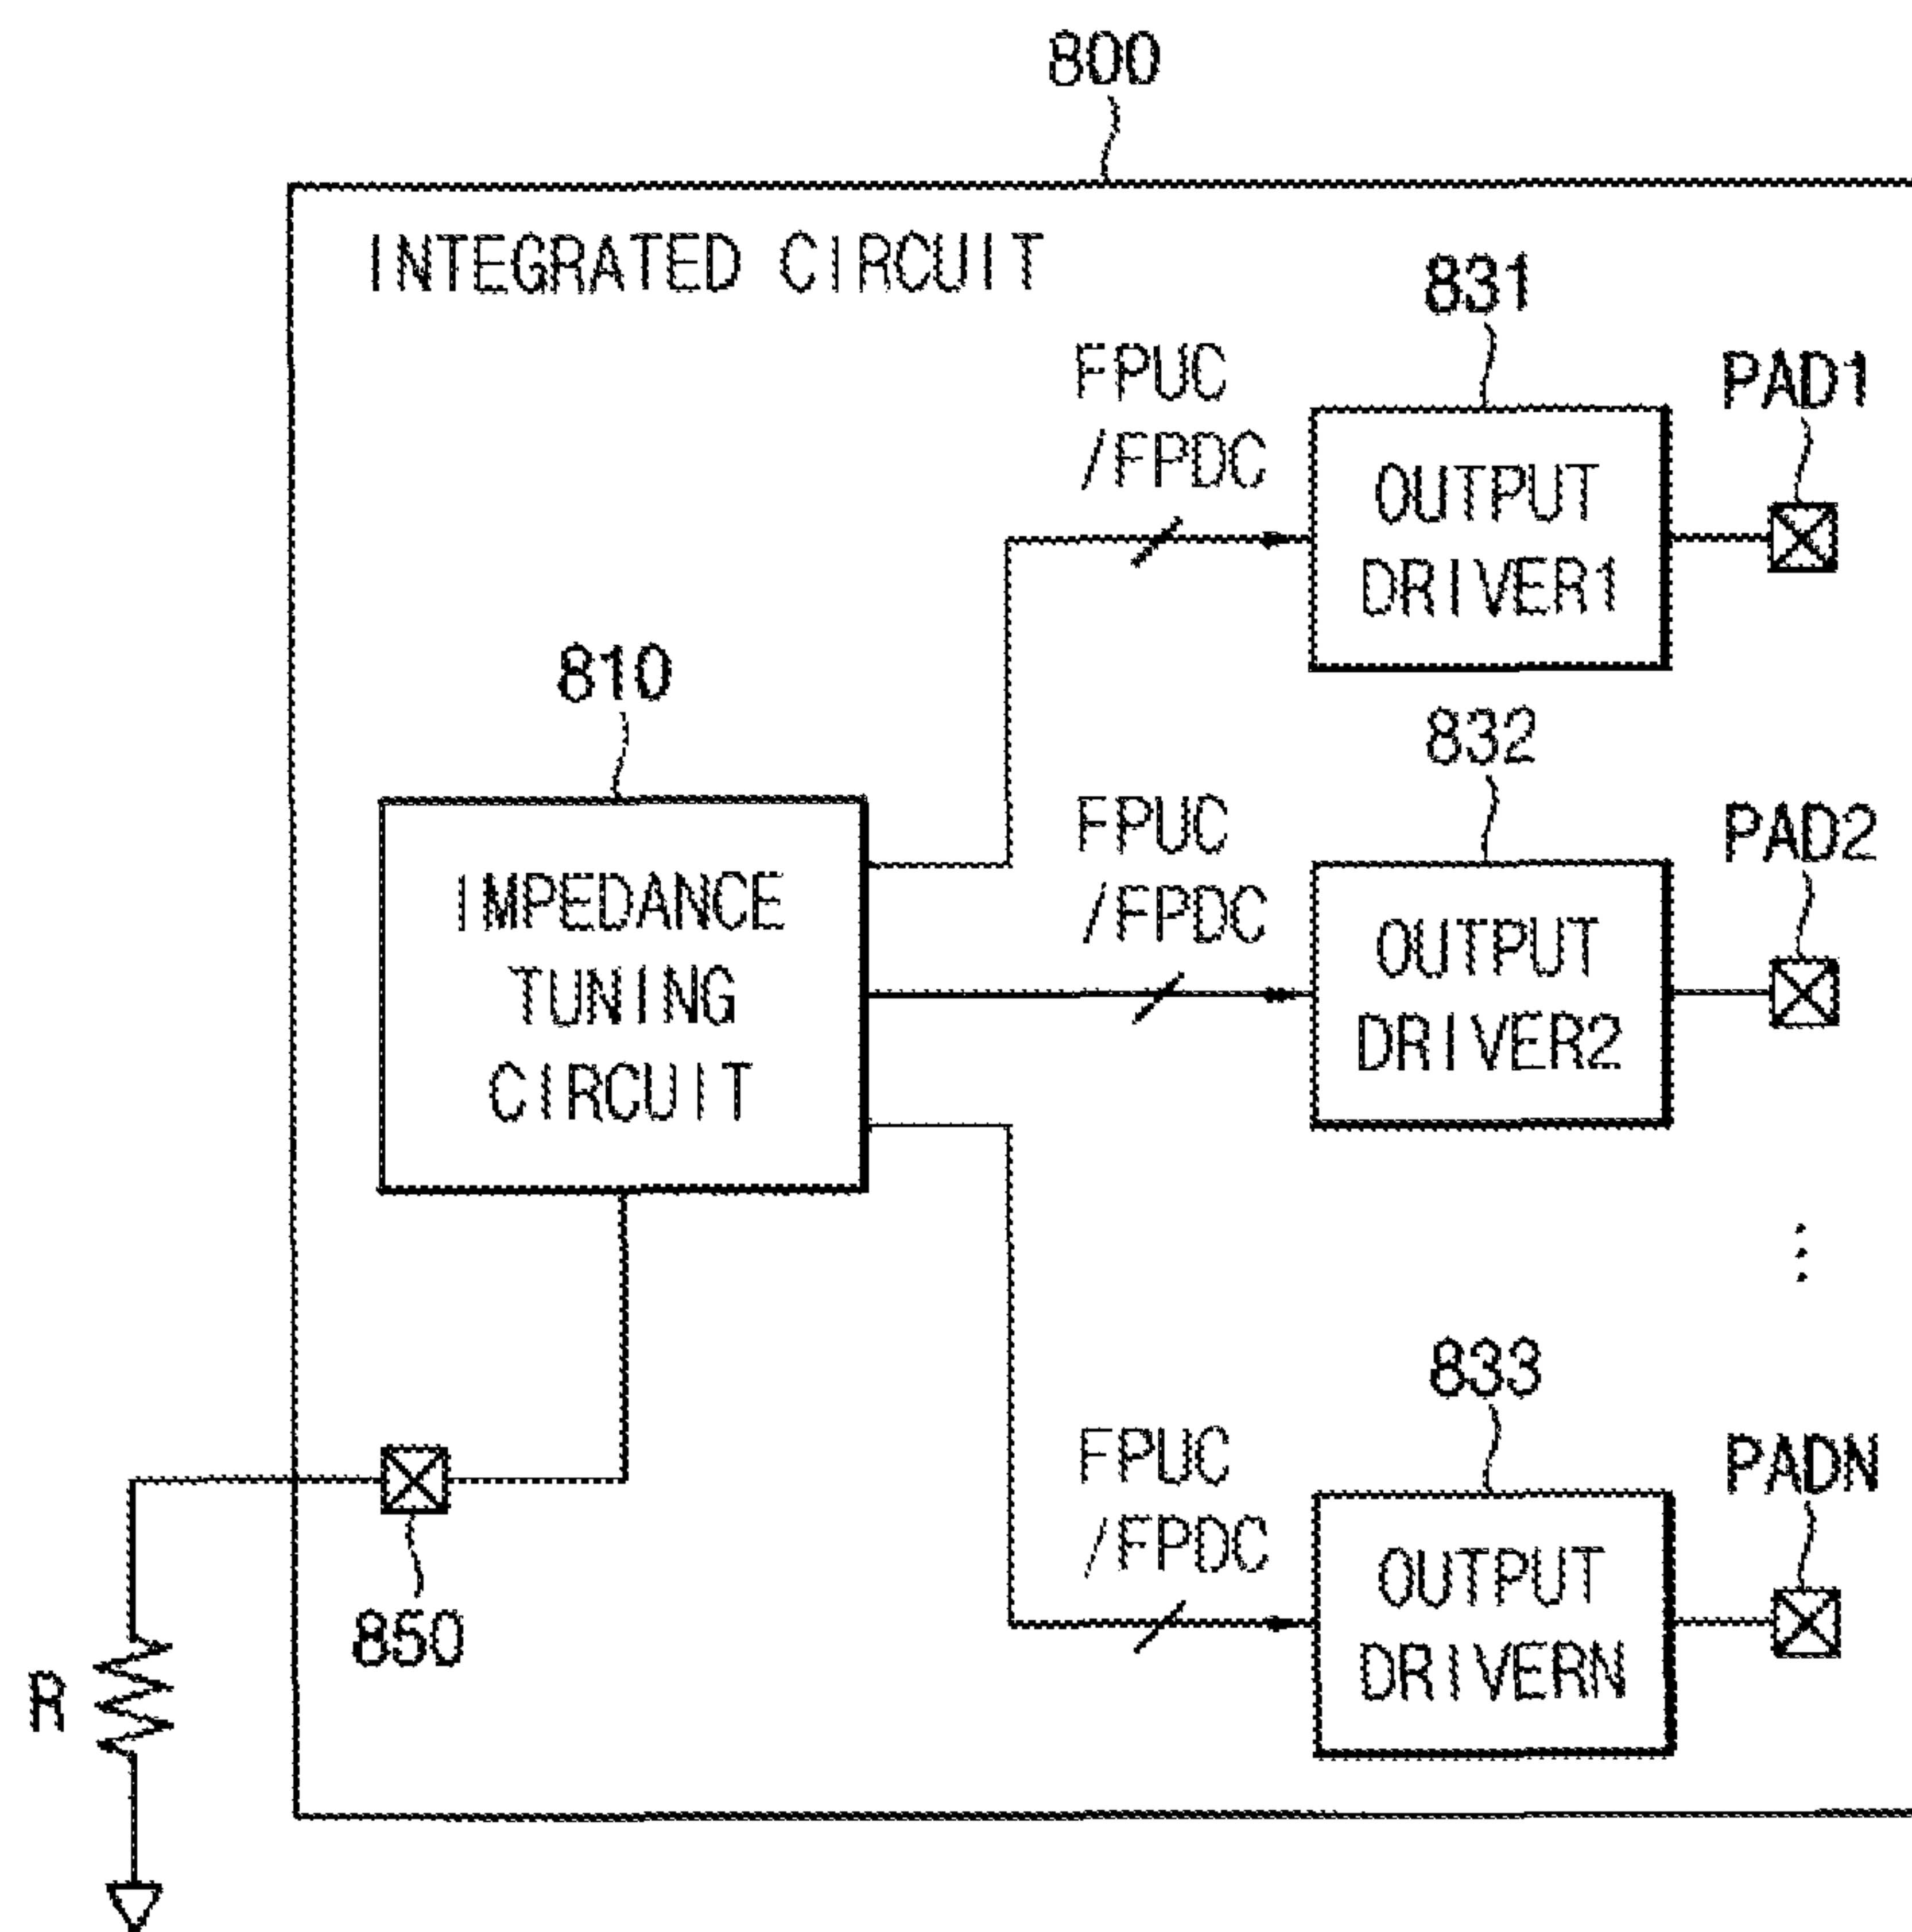 800
INTEGRATED CIRCUIT
831
FPUC
/FPDC
PAD1
OUTPUT
DRIVER1
810
832
FPUC
/FPDC
PAD2
IMPEDANCE
TUNING
CIRCUIT
OUTPUT
DRIVER2
⋮
833
FPUC
/FPDC
PADN
OUTPUT
DRIVERN
850
R